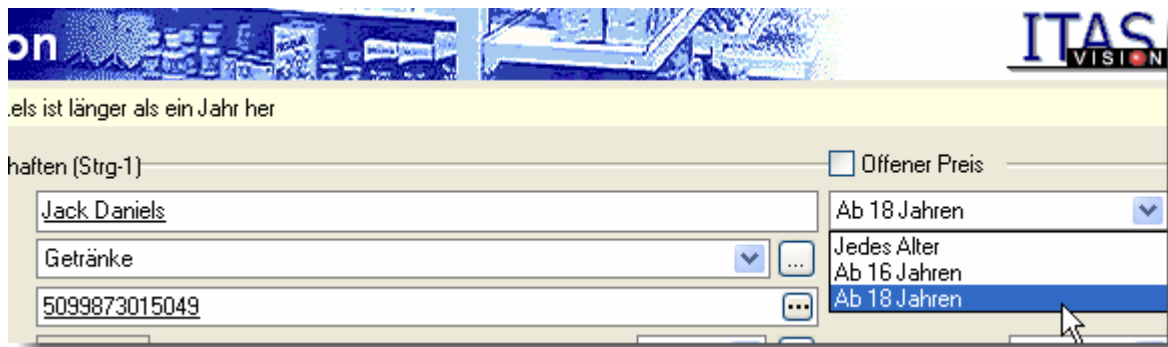 on
ITAS
VISION
.els ist länger als ein Jahr her
haften (Strg-1)
Offener Preis
Jack Daniels
Ab 18 Jahren
Getränke
...
Jedes Alter
Ab 16 Jahren
Ab 18 Jahren
5099873015049
...